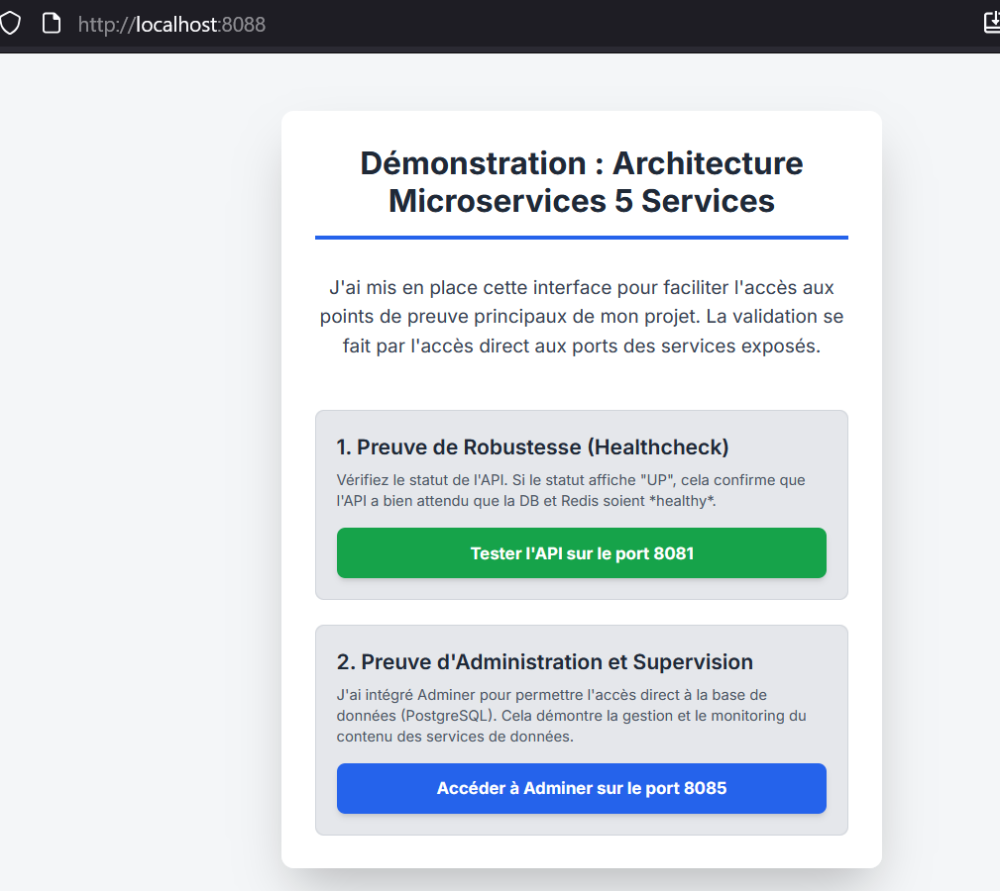 http://localhost:8088
Démonstration : Architecture
Microservices 5 Services
J'ai mis en place cette interface pour faciliter l'accès aux
points de preuve principaux de mon projet. La validation se
fait par l'accès direct aux ports des services exposés.
1. Preuve de Robustesse (Healthcheck)
Vérifiez le statut de l'API. Si le statut affiche "UP", cela confirme que
l'API a bien attendu que la DB et Redis soient *healthy*.
Tester l'API sur le port 8081
2. Preuve d'Administration et Supervision
J'ai intégré Adminer pour permettre l'accès direct à la base de
données (PostgreSQL). Cela démontre la gestion et le monitoring du
contenu des services de données.
Accéder à Adminer sur le port 8085